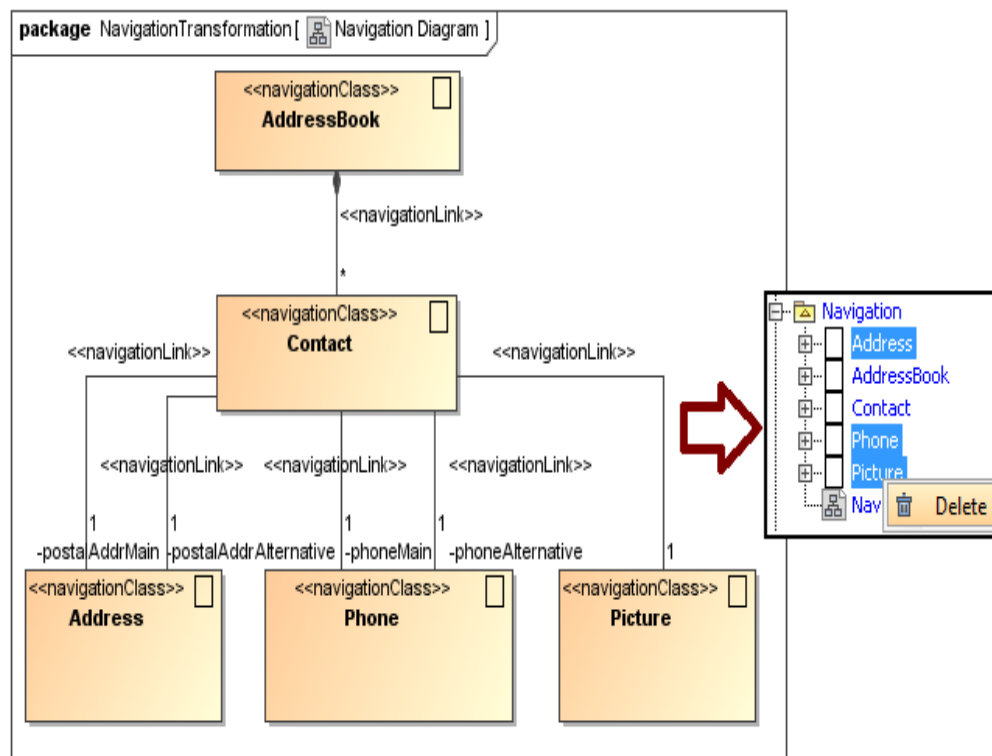 package NavigationTransformation [ Navigation Diagram ]
<<navigationClass>>
AddressBook
<<navigationLink>>
*
<<navigationClass>>
Contact
<<navigationLink>>
<<navigationLink>>
<<navigationLink>>
<<navigationLink>>
<<navigationLink>>
1
1
1
1
1
-postalAddrMain
-postalAddrAlternative
-phoneMain
-phoneAlternative
<<navigationClass>>
Address
<<navigationClass>>
Phone
<<navigationClass>>
Picture
Navigation
Address
AddressBook
Contact
Phone
Picture
Nav
Delete